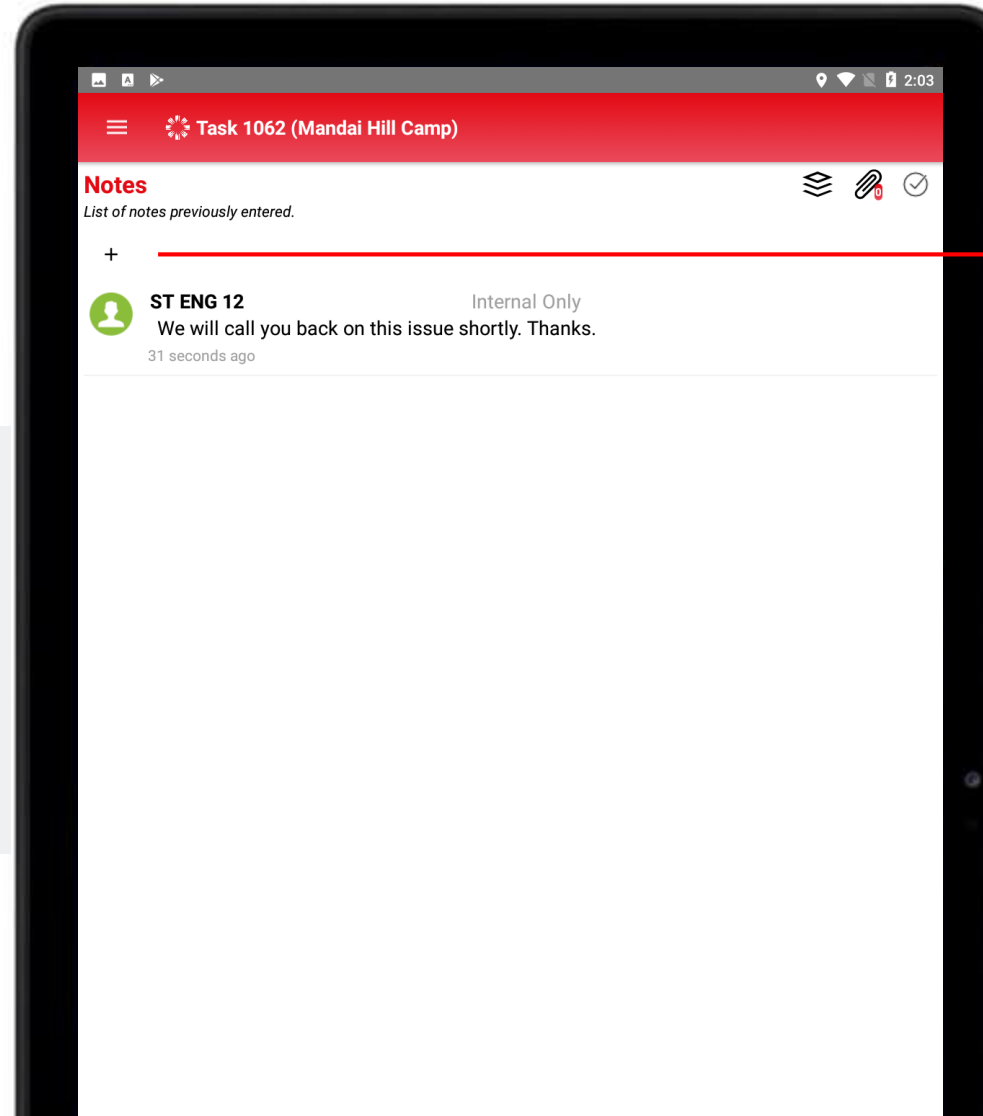 2:03
Task 1062 (Mandai Hill Camp)
Notes
0
List of notes previously entered.
+
ST ENG 12 Internal Only
We will call you back on this issue shortly. Thanks.
31 seconds ago